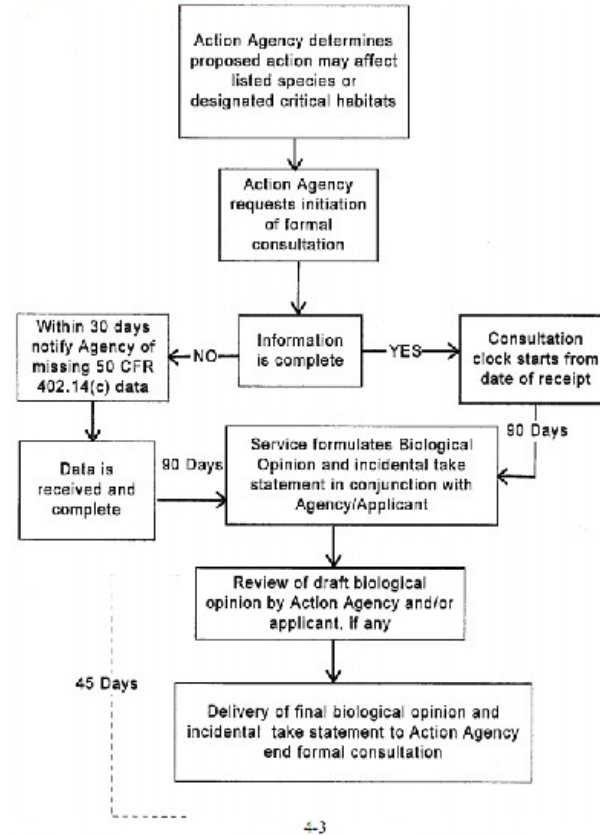 Action Agency determines
proposed action may affect
listed species or
designated critical habitats
Action Agency
requests initiation
of formal
consultation
Within 30 days
notify Agency of
missing 50 CFR
402.14(c) data
NO
Information
is complete
YES
Consultation
clock starts from
date of receipt
Data is
received and
complete
90 Days
Service formulates Biological
Opinion and incidental take
statement in conjunction with
Agency/Applicant
90 Days
Review of draft biological
opinion by Action Agency and/or
applicant, if any
45 Days
Delivery of final biological opinion and
incidental take statement to Action Agency
end formal consultation
4-3